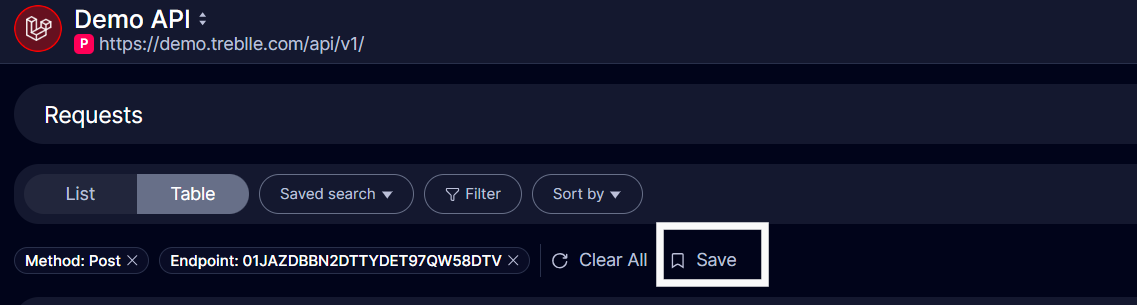 Demo API
P https://demo.treblle.com/api/v1/
Requests
List Table Saved search Filter Sort by
Method: Post Endpoint: 01JAZDBBN2DTTYDET97QW58DTV Clear All Save